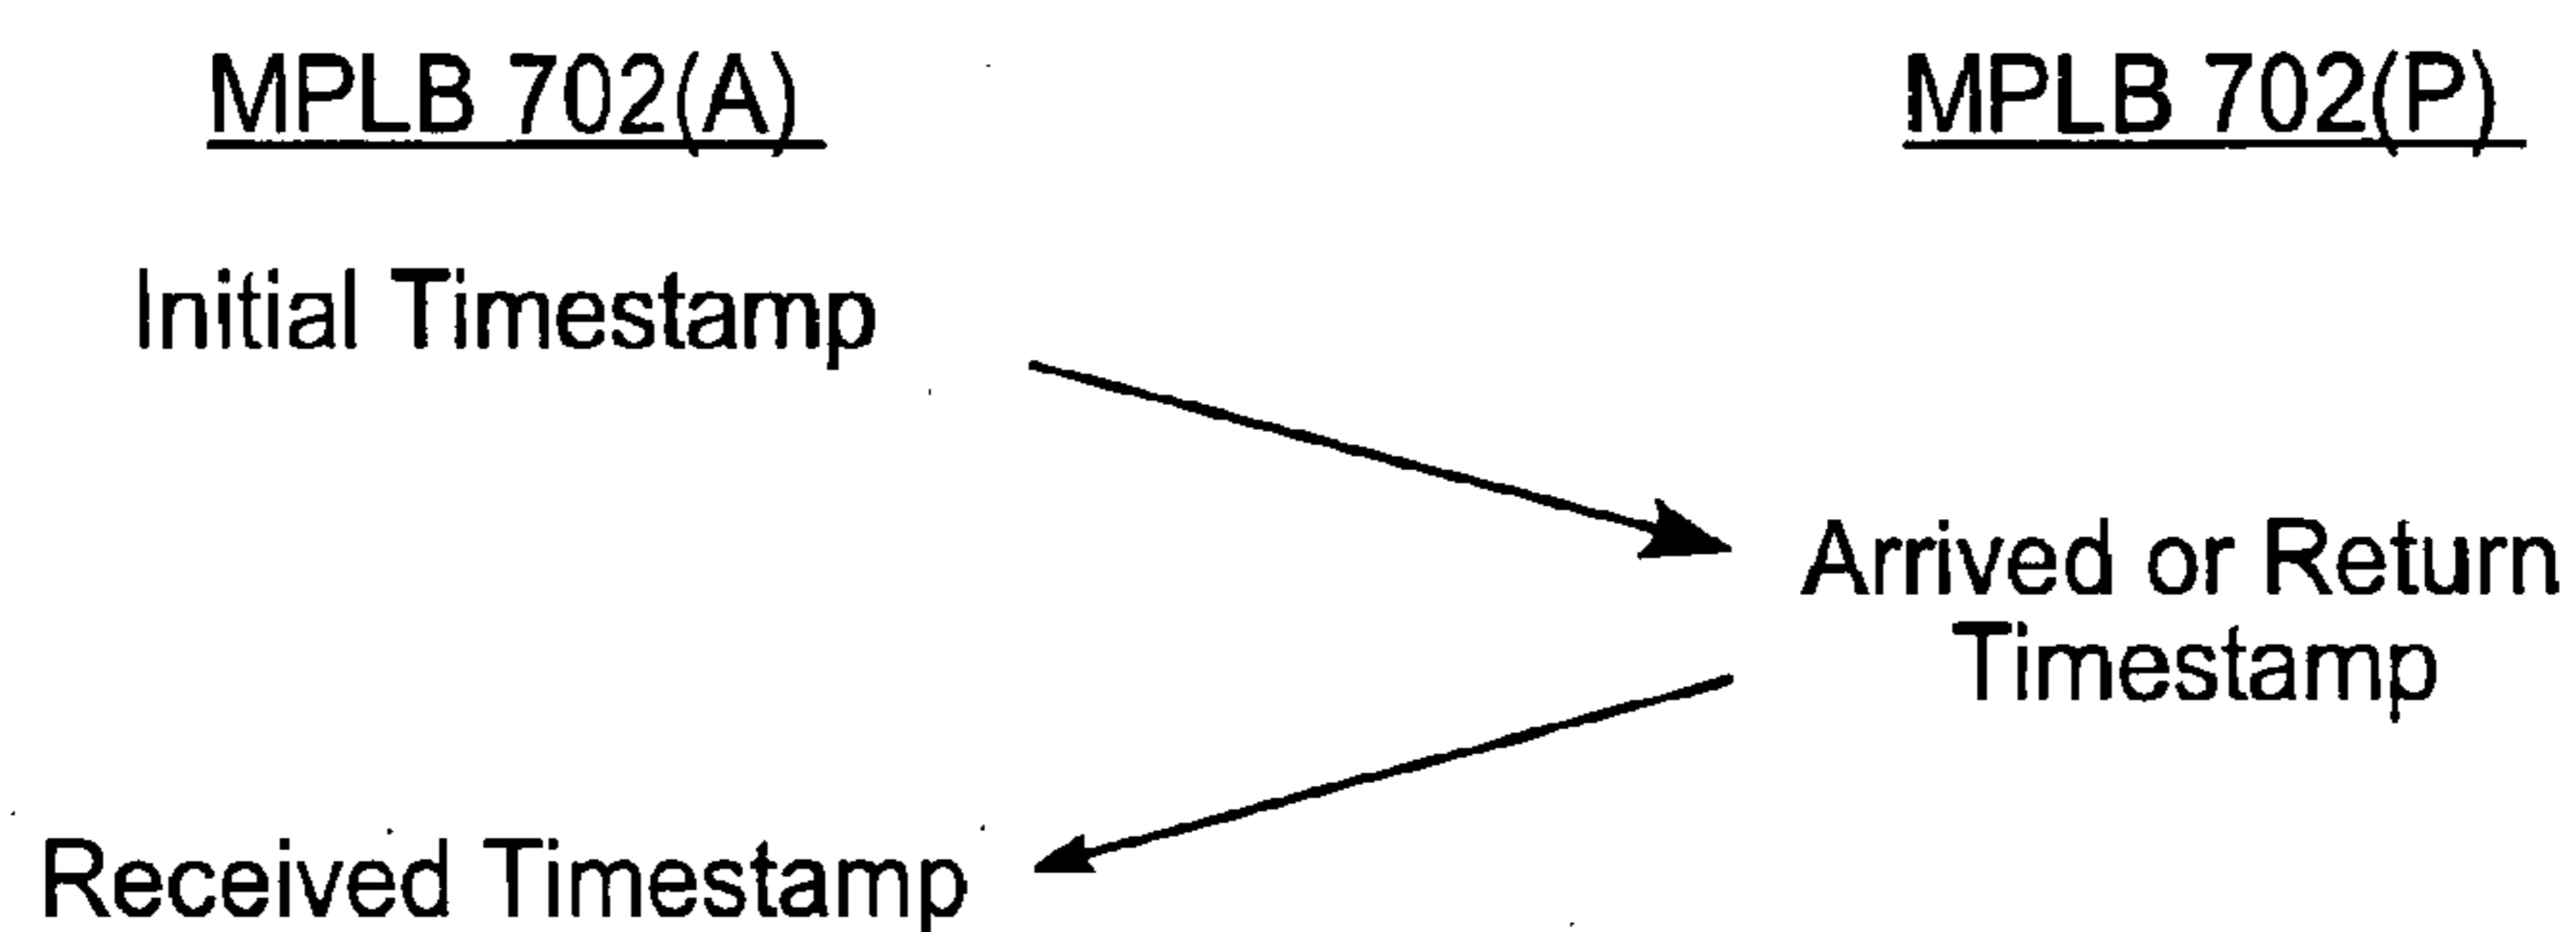 MPLB 702(A)
MPLB 702(P)
Initial Timestamp
Arrived or Return
Timestamp
Received Timestamp